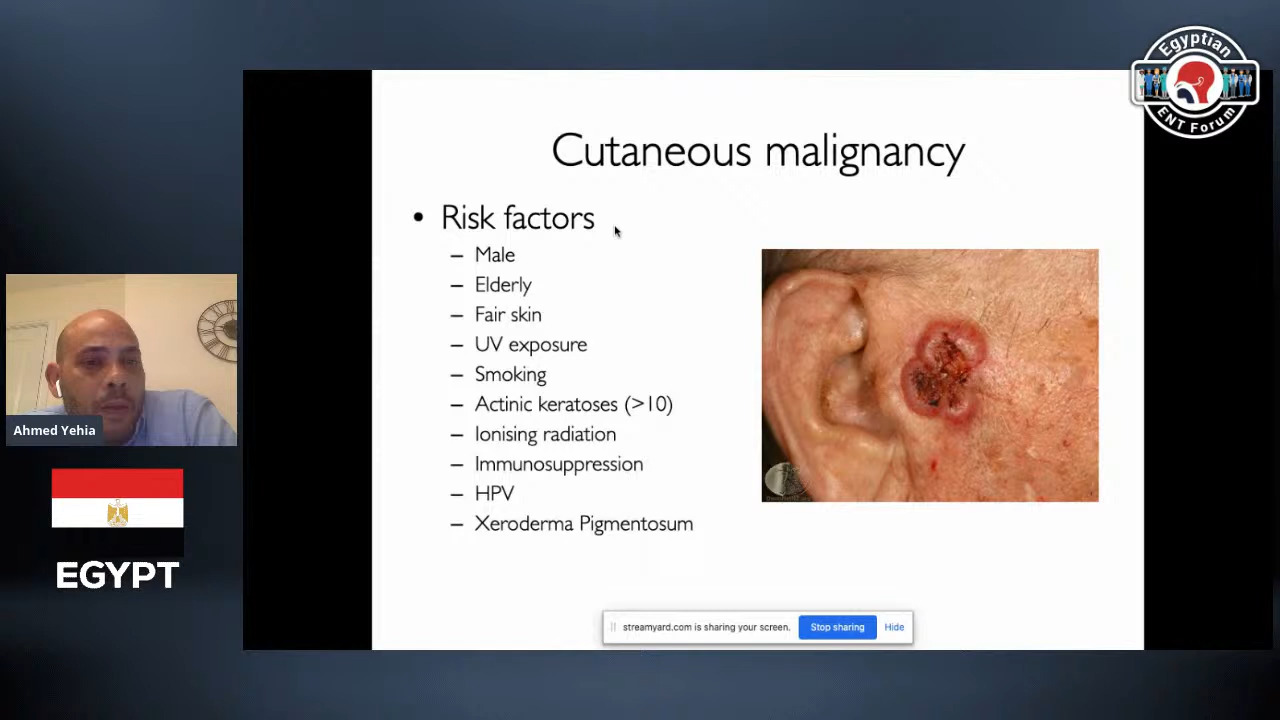 Egyptian
ENT Forum
Cutaneous malignancy
• Risk factors
– Male
– Elderly
– Fair skin
– UV exposure
– Smoking
– Actinic keratoses (>10)
– Ionising radiation
– Immunosuppression
– HPV
– Xeroderma Pigmentosum
Ahmed Yehia
EGYPT
streamyard.com is sharing your screen.
Stop sharing
Hide